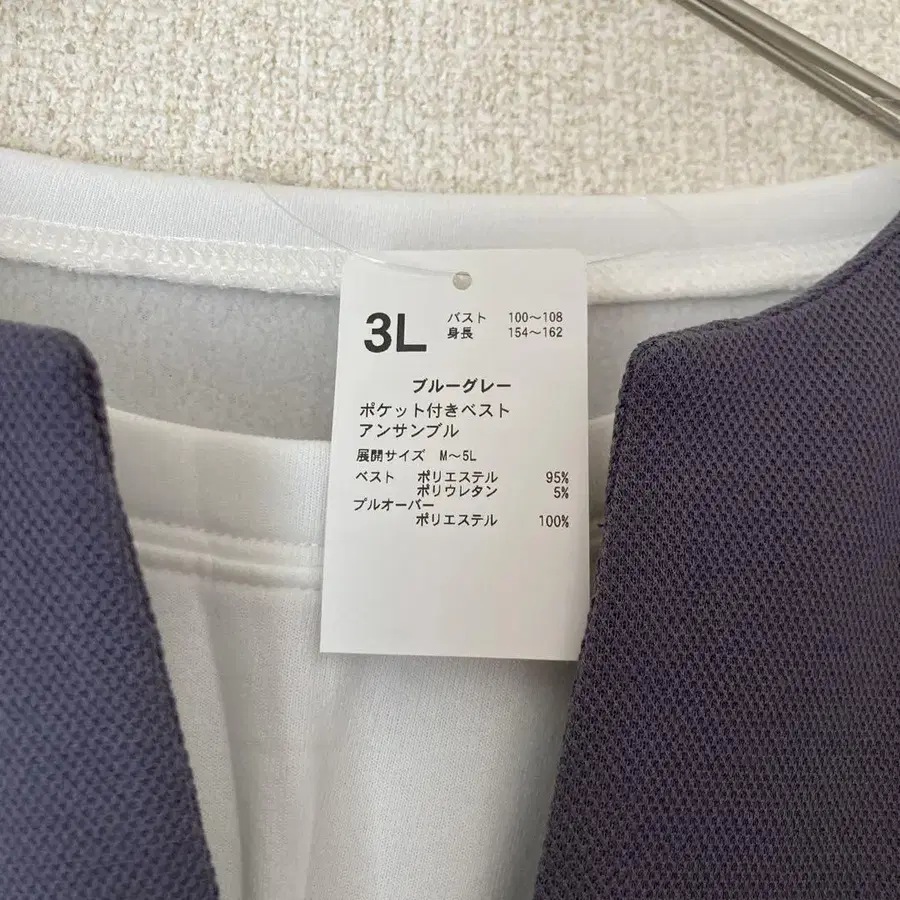 3L
バスト 100～108
身長 154～162
ブルーグレー
ポケット付きベスト
アンサンブル
展開サイズ M～5L
ベスト ポリエステル 95%
ポリウレタン 5%
プルオーバー
ポリエステル 100%